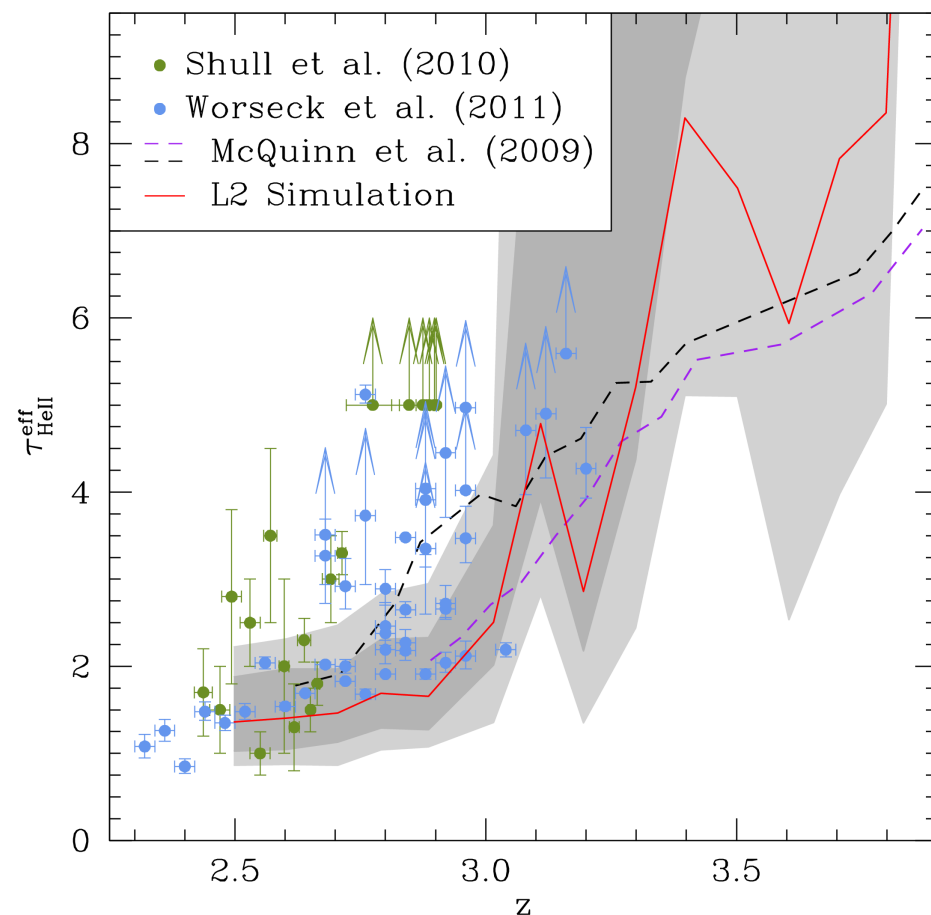 Shull et al. (2010)
Worseck et al. (2011)
McQuinn et al. (2009)
L2 Simulation
τ^eff_HeII
8
6
4
2
0
2.5 3.0 3.5
z